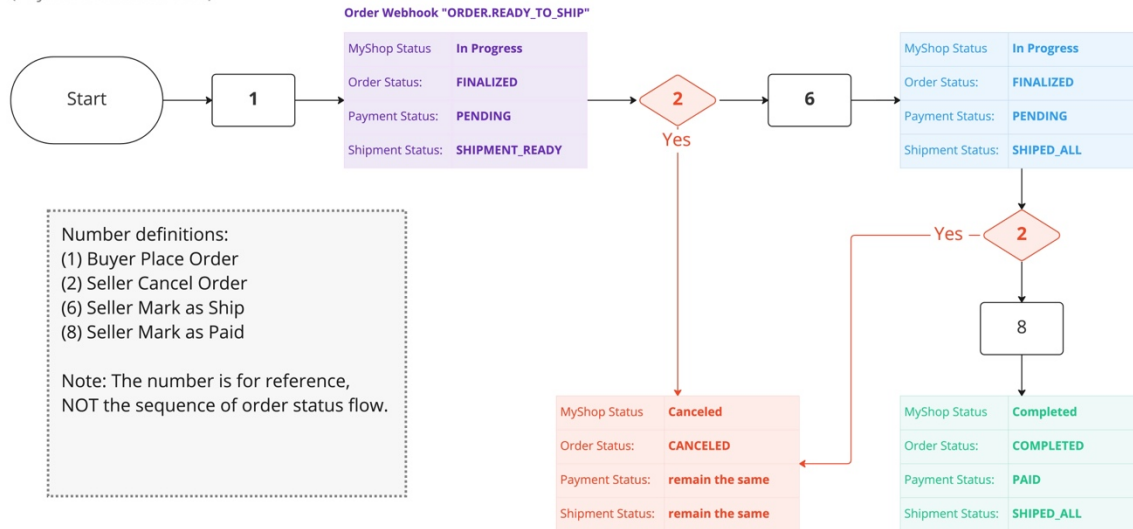 Order Webhook "ORDER.READY_TO_SHIP"
Start
1
MyShop Status In Progress
Order Status: FINALIZED
Payment Status: PENDING
Shipment Status: SHIPMENT_READY
2
Yes
6
MyShop Status In Progress
Order Status: FINALIZED
Payment Status: PENDING
Shipment Status: SHIPED_ALL
Yes
2
8
Number definitions:
(1) Buyer Place Order
(2) Seller Cancel Order
(6) Seller Mark as Ship
(8) Seller Mark as Paid
Note: The number is for reference,
NOT the sequence of order status flow.
MyShop Status Canceled
Order Status: CANCELED
Payment Status: remain the same
Shipment Status: remain the same
MyShop Status Completed
Order Status: COMPLETED
Payment Status: PAID
Shipment Status: SHIPED_ALL